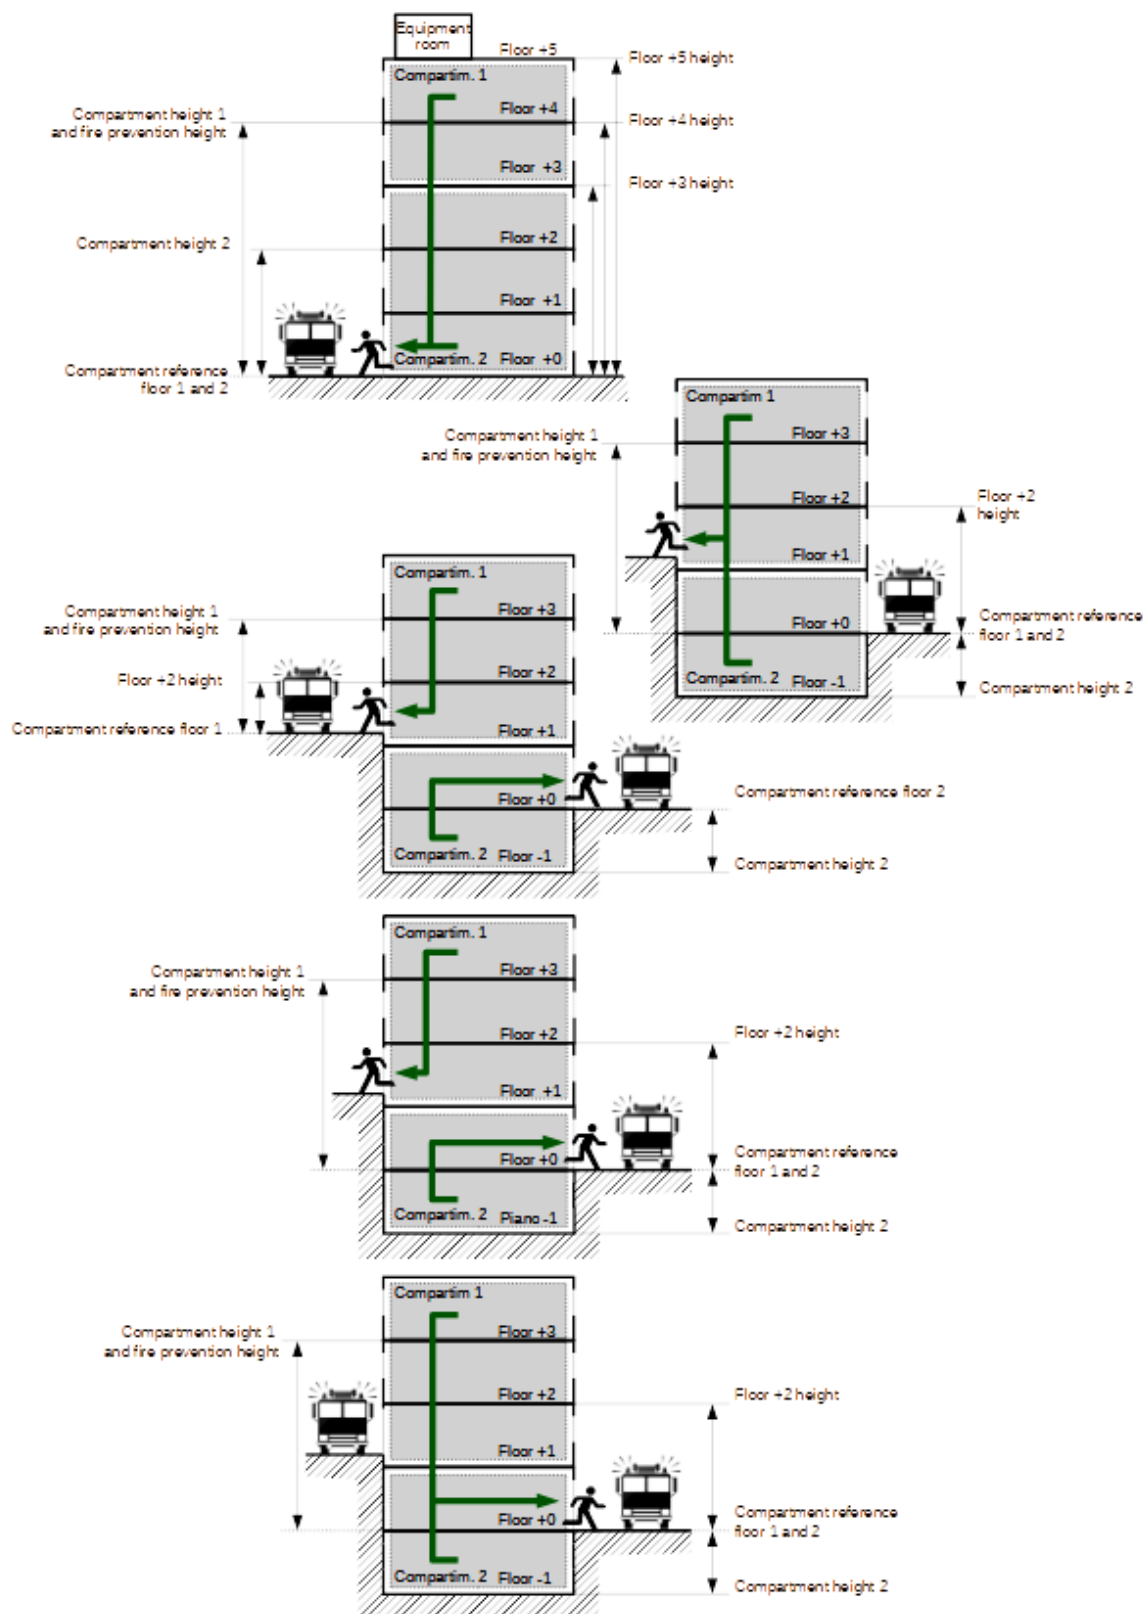 Equipment
room
Floor +5
Floor +5 height
Compartim. 1
Compartment height 1
and fire prevention height
Floor +4
Floor +4 height
Floor +3
Floor +3 height
Compartment height 2
Floor +2
Floor +1
Compartim. 2
Floor +0
Compartment reference
floor 1 and 2
Compartim 1
Compartment height 1
and fire prevention height
Floor +3
Floor +2
Floor +2
height
Floor +1
Floor +0
Compartment reference
floor 1 and 2
Compartim. 2
Floor -1
Compartment height 2
Compartim. 1
Compartment height 1
and fire prevention height
Floor +3
Floor +2 height
Floor +2
Compartment reference floor 1
Floor +1
Floor +0
Compartment reference floor 2
Compartim. 2
Floor -1
Compartment height 2
Compartim. 1
Compartment height 1
and fire prevention height
Floor +3
Floor +2
Floor +2 height
Floor +1
Floor +0
Compartment reference
floor 1 and 2
Compartim. 2
Piano -1
Compartment height 2
Compartim 1
Compartment height 1
and fire prevention height
Floor +3
Floor +2
Floor +2 height
Floor +1
Floor +0
Compartment reference
floor 1 and 2
Compartim. 2
Floor -1
Compartment height 2